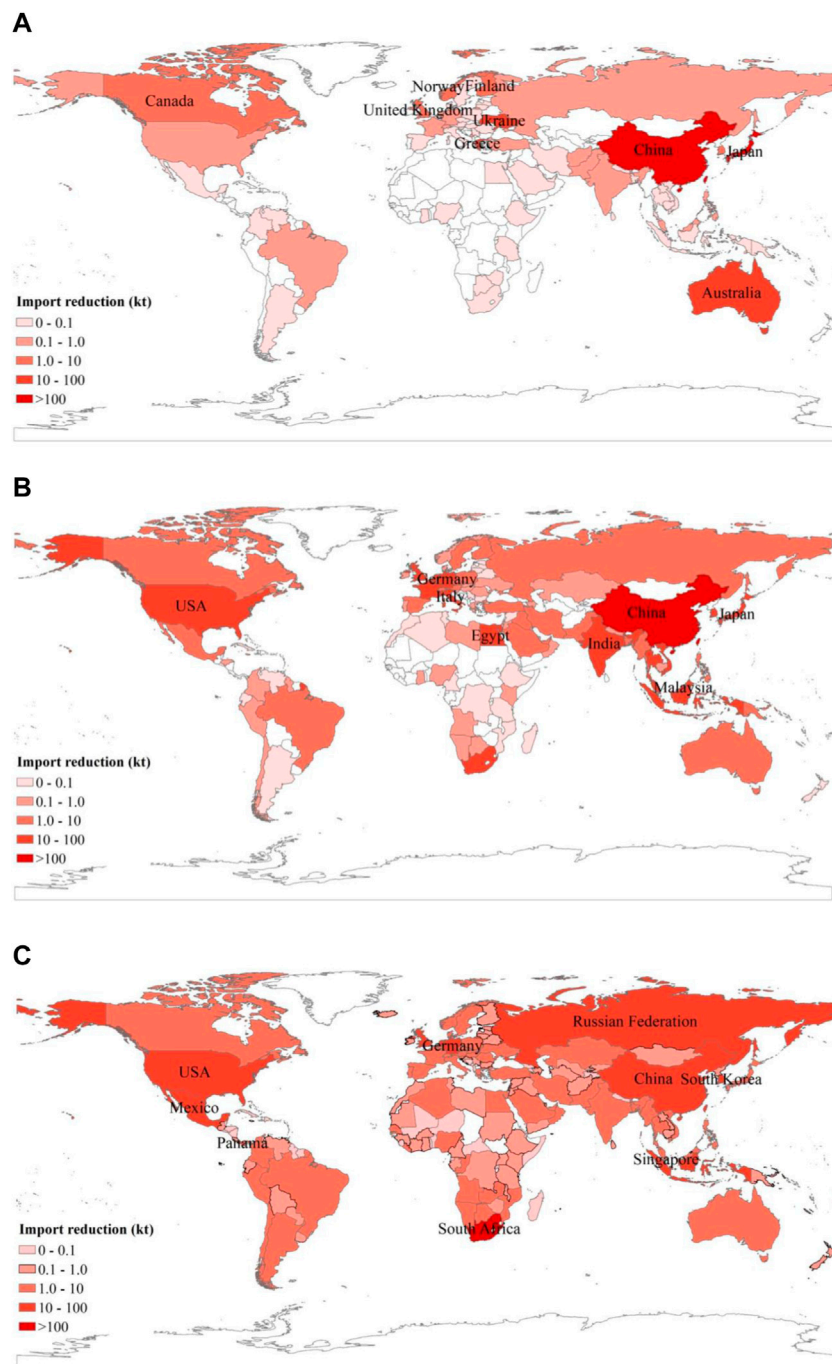 A
Canada
Norway Finland
United Kingdom
Ukraine
Greece
China
Japan
Australia
Import reduction (kt)
0 - 0.1
0.1 - 1.0
1.0 - 10
10 - 100
>100
B
Germany
Italy
USA
China
Japan
Egypt
India
Malaysia
Import reduction (kt)
0 - 0.1
0.1 - 1.0
1.0 - 10
10 - 100
>100
C
Russian Federation
Germany
USA
China South Korea
Mexico
Panama
Singapore
South Africa
Import reduction (kt)
0 - 0.1
0.1 - 1.0
1.0 - 10
10 - 100
>100